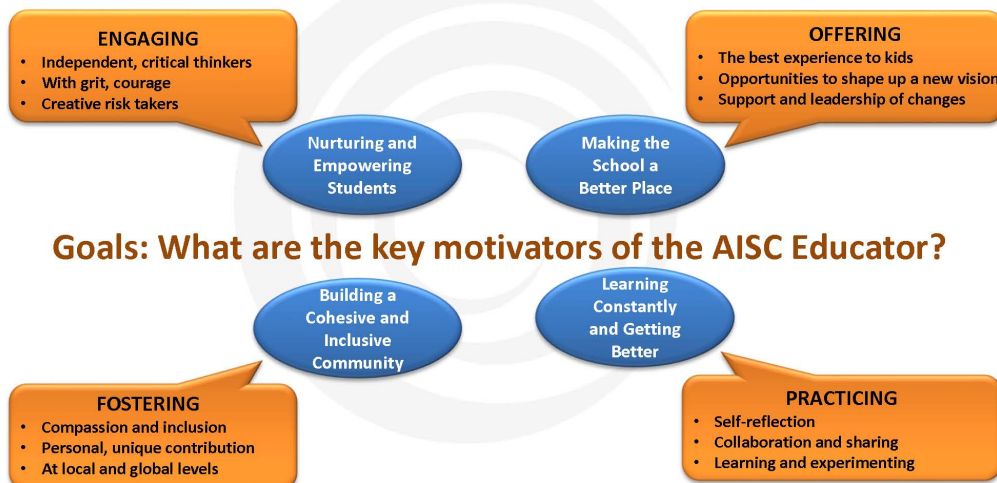 ENGAGING
• Independent, critical thinkers
• With grit, courage
• Creative risk takers
OFFERING
• The best experience to kids
• Opportunities to shape up a new vision
• Support and leadership of changes
Nurturing and
Empowering
Students
Making the
School a
Better Place
Goals: What are the key motivators of the AISC Educator?
Building a
Cohesive and
Inclusive
Community
Learning
Constantly
and Getting
Better
FOSTERING
• Compassion and inclusion
• Personal, unique contribution
• At local and global levels
PRACTICING
• Self-reflection
• Collaboration and sharing
• Learning and experimenting